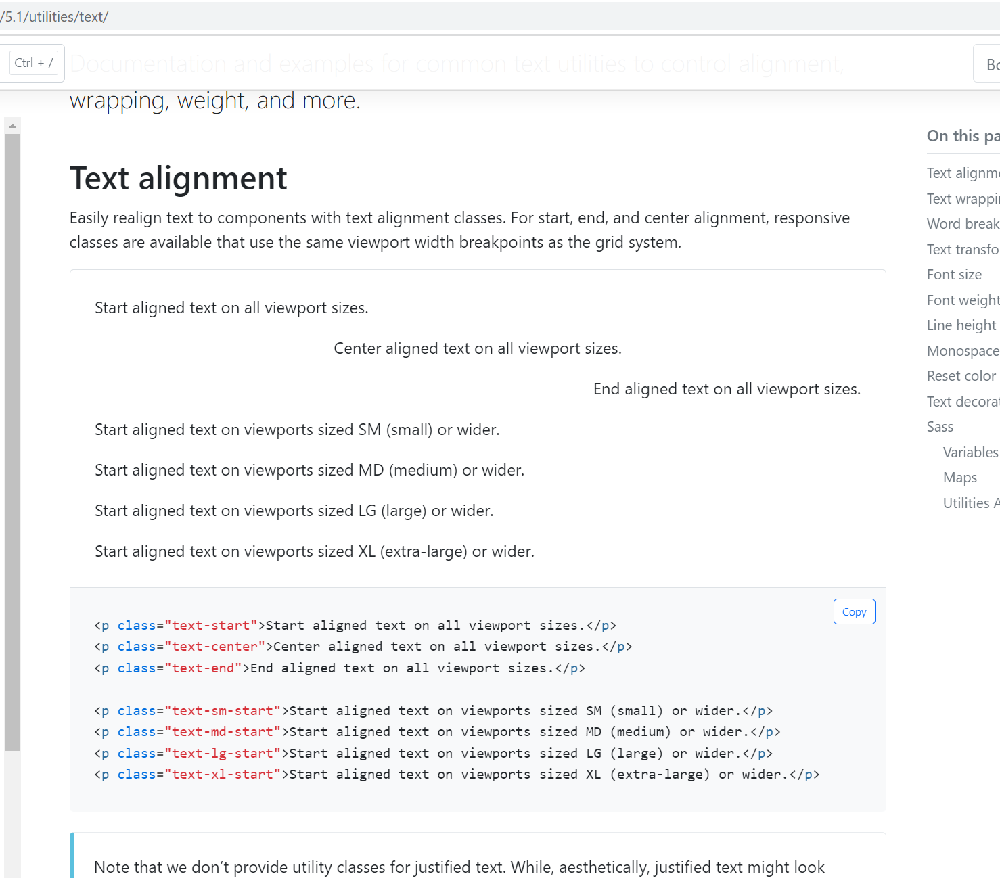 /5.1/utilities/text/
Ctrl + /
Documentation and examples for common text utilities to control alignment,
wrapping, weight, and more.
Text alignment
Easily realign text to components with text alignment classes. For start, end, and center alignment, responsive
classes are available that use the same viewport width breakpoints as the grid system.
Start aligned text on all viewport sizes.
Center aligned text on all viewport sizes.
End aligned text on all viewport sizes.
Start aligned text on viewports sized SM (small) or wider.
Start aligned text on viewports sized MD (medium) or wider.
Start aligned text on viewports sized LG (large) or wider.
Start aligned text on viewports sized XL (extra-large) or wider.
Copy
<p class="text-start">Start aligned text on all viewport sizes.</p>
<p class="text-center">Center aligned text on all viewport sizes.</p>
<p class="text-end">End aligned text on all viewport sizes.</p>
<p class="text-sm-start">Start aligned text on viewports sized SM (small) or wider.</p>
<p class="text-md-start">Start aligned text on viewports sized MD (medium) or wider.</p>
<p class="text-lg-start">Start aligned text on viewports sized LG (large) or wider.</p>
<p class="text-xl-start">Start aligned text on viewports sized XL (extra-large) or wider.</p>
Note that we don’t provide utility classes for justified text. While, aesthetically, justified text might look
On this pa
Text alignm
Text wrappi
Word break
Text transfo
Font size
Font weight
Line height
Monospace
Reset color
Text decora
Sass
Variables
Maps
Utilities A